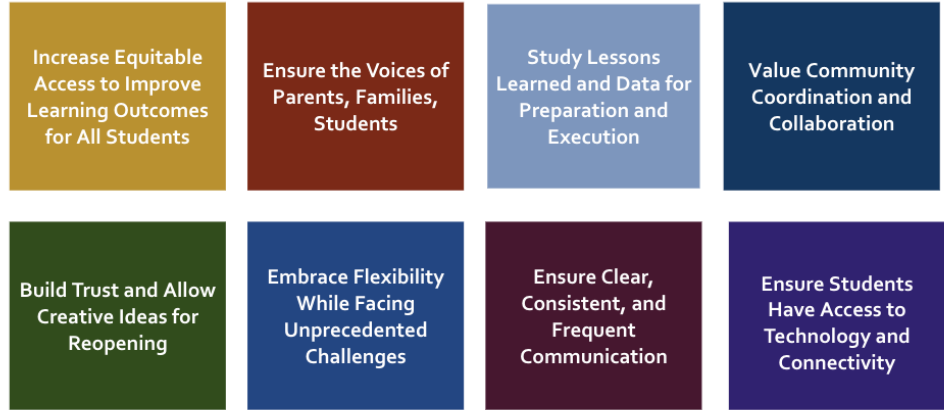 Increase Equitable
Access to Improve
Learning Outcomes
for All Students
Ensure the Voices of
Parents, Families,
Students
Study Lessons
Learned and Data for
Preparation and
Execution
Value Community
Coordination and
Collaboration
Build Trust and Allow
Creative Ideas for
Reopening
Embrace Flexibility
While Facing
Unprecedented
Challenges
Ensure Clear,
Consistent, and
Frequent
Communication
Ensure Students
Have Access to
Technology and
Connectivity